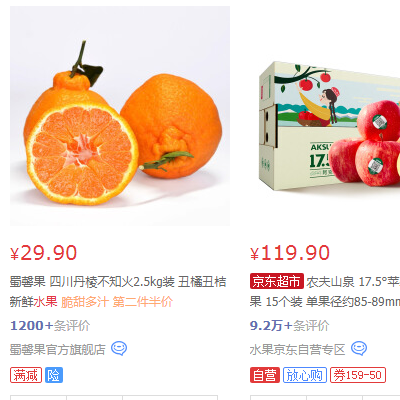 AKSU
17.5°
¥29.90
蜀馨果 四川丹棱不知火2.5kg装 丑橘丑桔
新鲜水果 脆甜多汁 第二件半价
1200+条评价
蜀馨果官方旗舰店
满减 险
¥119.90
京东超市 农夫山泉 17.5°苹
果 15个装 单果径约85-89mm
9.2万+条评价
水果京东自营专区
自营 放心购 券159-50